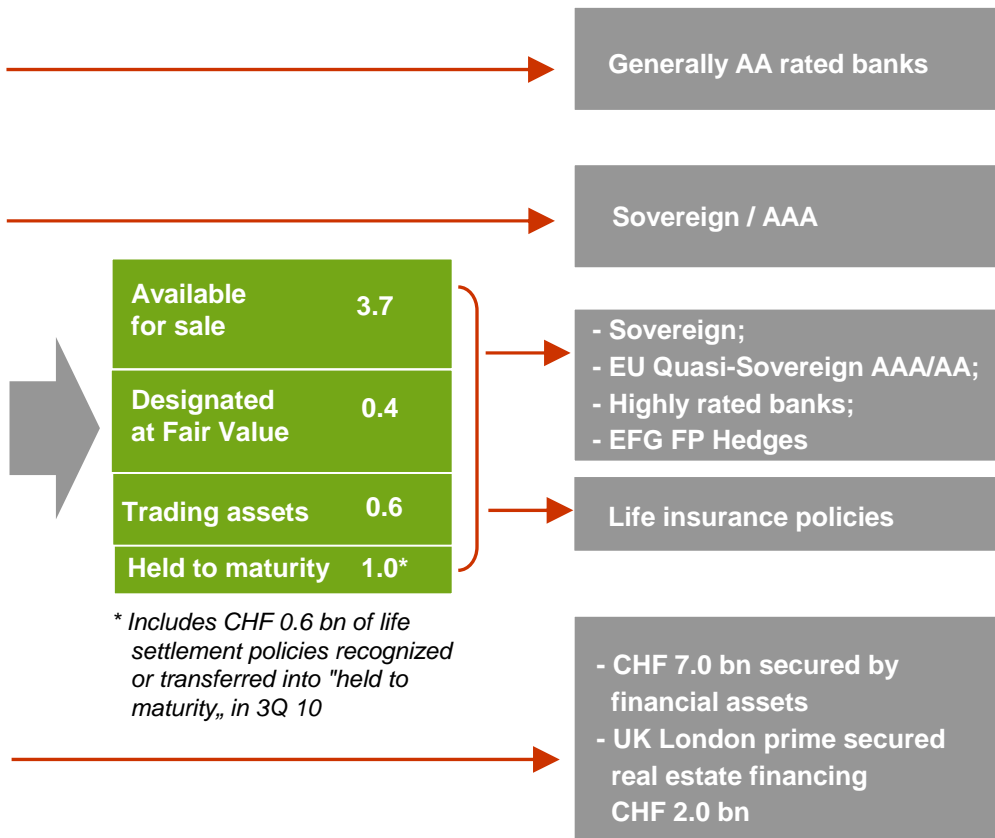 Generally AA rated banks
Sovereign / AAA
Available
for sale
3.7
Designated
at Fair Value
0.4
Trading assets 0.6
Held to maturity 1.0*
* Includes CHF 0.6 bn of life
settlement policies recognized
or transferred into "held to
maturity„ in 3Q 10
- Sovereign;
- EU Quasi-Sovereign AAA/AA;
- Highly rated banks;
- EFG FP Hedges
Life insurance policies
- CHF 7.0 bn secured by
financial assets
- UK London prime secured
real estate financing
CHF 2.0 bn